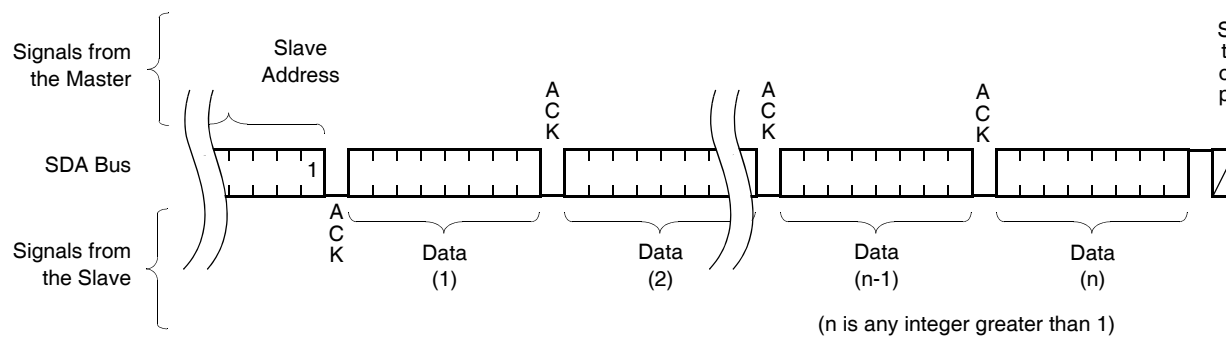 Signals from
the Master
Slave
Address
A
C
K
A
C
K
A
C
K
S
t
o
p
SDA Bus
1
A
C
K
Signals from
the Slave
Data
(1)
Data
(2)
Data
(n-1)
Data
(n)
(n is any integer greater than 1)